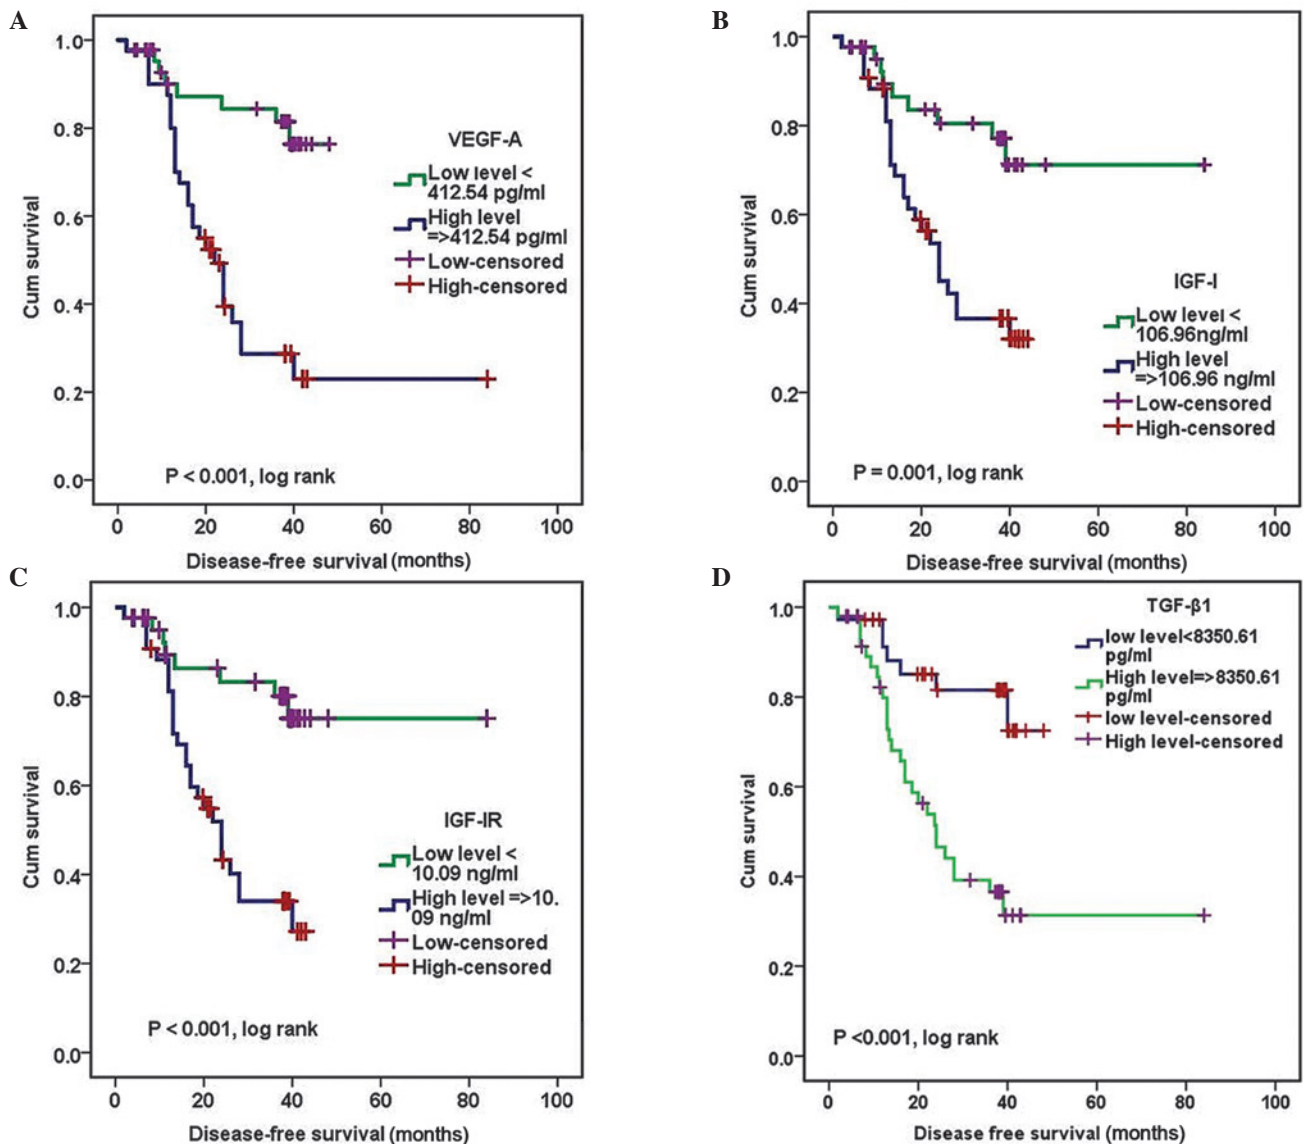 A
1.0
0.8
0.6
0.4
0.2
0.0
Cum survival
VEGF-A
Low level <
412.54 pg/ml
High level
=>412.54 pg/ml
Low-censored
High-censored
P < 0.001, log rank
0 20 40 60 80 100
Disease-free survival (months)
B
1.0
0.8
0.6
0.4
0.2
0.0
Cum survival
IGF-I
Low level <
106.96ng/ml
High level
=>106.96 ng/ml
Low-censored
High-censored
P = 0.001, log rank
0 20 40 60 80 100
Disease-free survival (months)
C
1.0
0.8
0.6
0.4
0.2
0.0
Cum survival
IGF-IR
Low level <
10.09 ng/ml
High level =>10.
09 ng/ml
Low-censored
High-censored
P < 0.001, log rank
0 20 40 60 80 100
Disease-free survival (months)
D
1.0
0.8
0.6
0.4
0.2
0.0
Cum survival
TGF-β1
low level<8350.61
pg/ml
High level=>8350.61
pg/ml
low level-censored
High level-censored
P <0.001, log rank
0 20 40 60 80 100
Disease free survival (months)